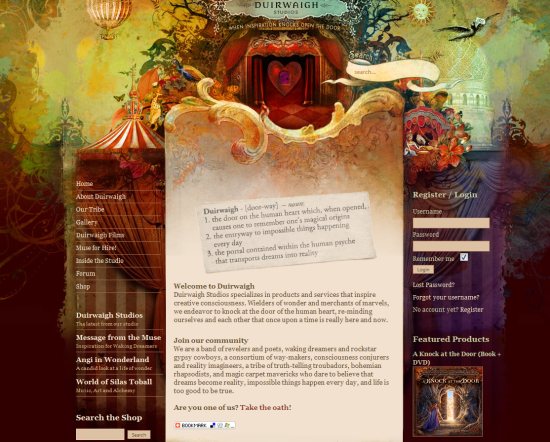 DUIRWAIGH
STUDIOS
WHEN INSPIRATION KNOCKS OPEN THE DOOR
Search
search...
Home
About Duirwaigh
Our Tribe
Gallery
Duirwaigh Films
Muse for Hire!
Inside the Studio
Forum
Shop
Duirwaigh Studios
The latest from our studio
Message from the Muse
Inspiration for Waking Dreamers
Angi in Wonderland
A candid look at a life of wonder
World of Silas Toball
Music, Art and Alchemy
Search the Shop
Search
Duirwaigh - {door-way} – noun:
1. the door on the human heart which, when opened,
causes one to remember one's magical origins
2. the entryway to impossible things happening
every day
3. the portal contained within the human psyche
that transports dreams into reality
Welcome to Duirwaigh
Duirwaigh Studios specializes in products and services that inspire
creative consciousness. Wielders of wonder and merchants of marvels,
we endeavor to knock at the door of the human heart, re-minding
ourselves and each other that once upon a time is really here and now.
Join our community
We are a band of revelers and poets, waking dreamers and rockstar
gypsy cowboys, a consortium of way-makers, consciousness conjurers
and reality imagineers, a tribe of truth-telling troubadors, bohemian
rhapsodists, and magic carpet mavericks who dare to believe that
dreams become reality, impossible things happen every day, and life is
too good to be true.
Are you one of us? Take the oath!
BOOKMARK
Register / Login
Username
Password
Remember me
Login
Lost Password?
Forgot your username?
No account yet? Register
Featured Products
A Knock at the Door (Book +
DVD)
A KNOCK AT THE DOOR